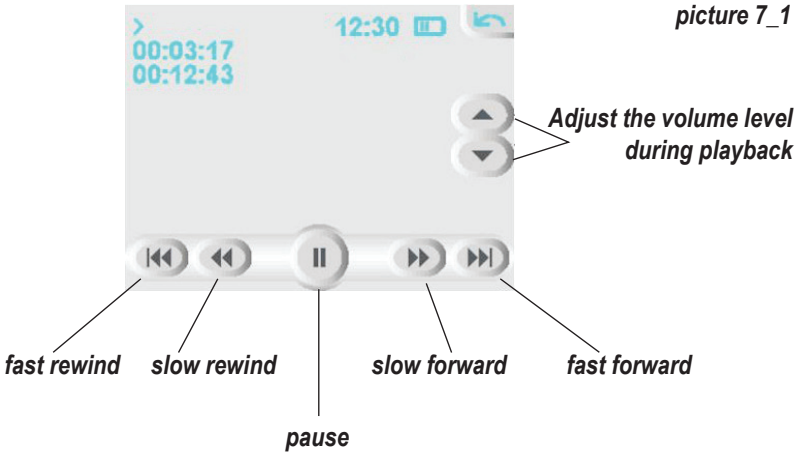 picture 7_1
>
12:30
00:03:17
00:12:43
Adjust the volume level
during playback
fast rewind
slow rewind
slow forward
fast forward
pause